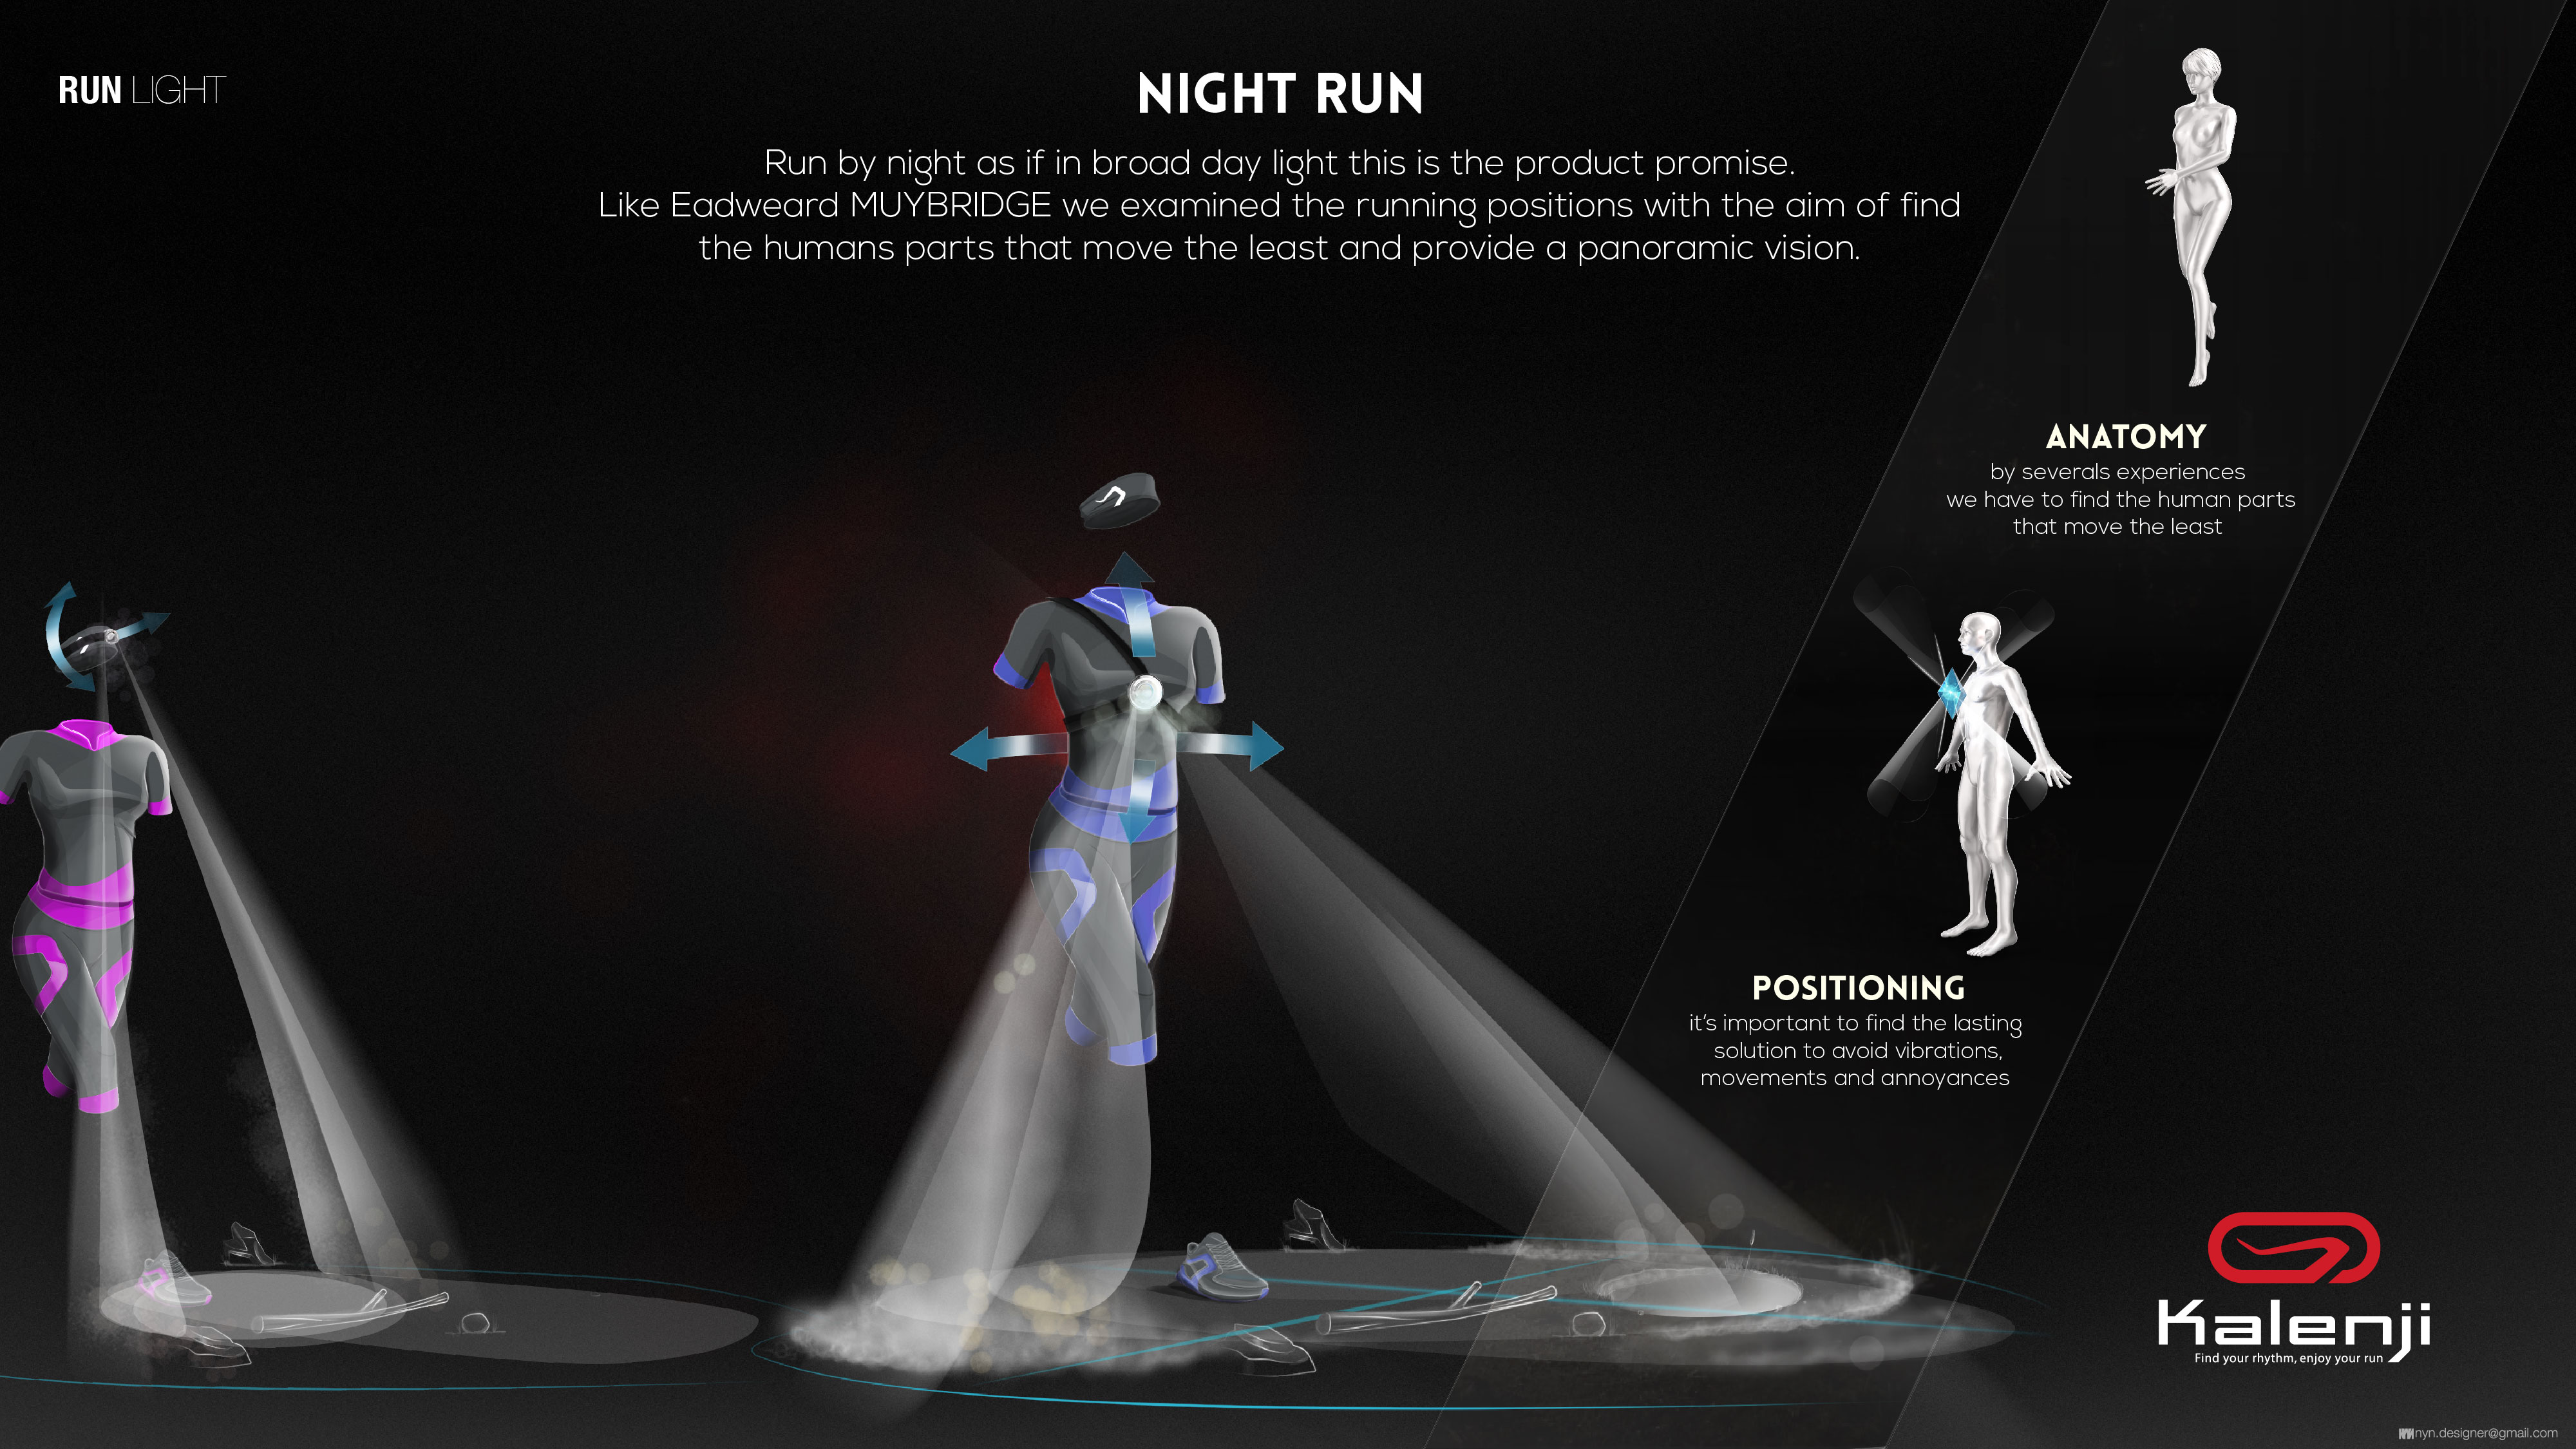 RUN LIGHT
NIGHT RUN
Run by night as if in broad day light this is the product promise.
Like Eadweard MUYBRIDGE we examined the running positions with the aim of find
the humans parts that move the least and provide a panoramic vision.
ANATOMY
by severals experiences
we have to find the human parts
that move the least
POSITIONING
it's important to find the lasting
solution to avoid vibrations,
movements and annoyances
Kalenji
Find your rhythm, enjoy your run
nyn.designer@gmail.com